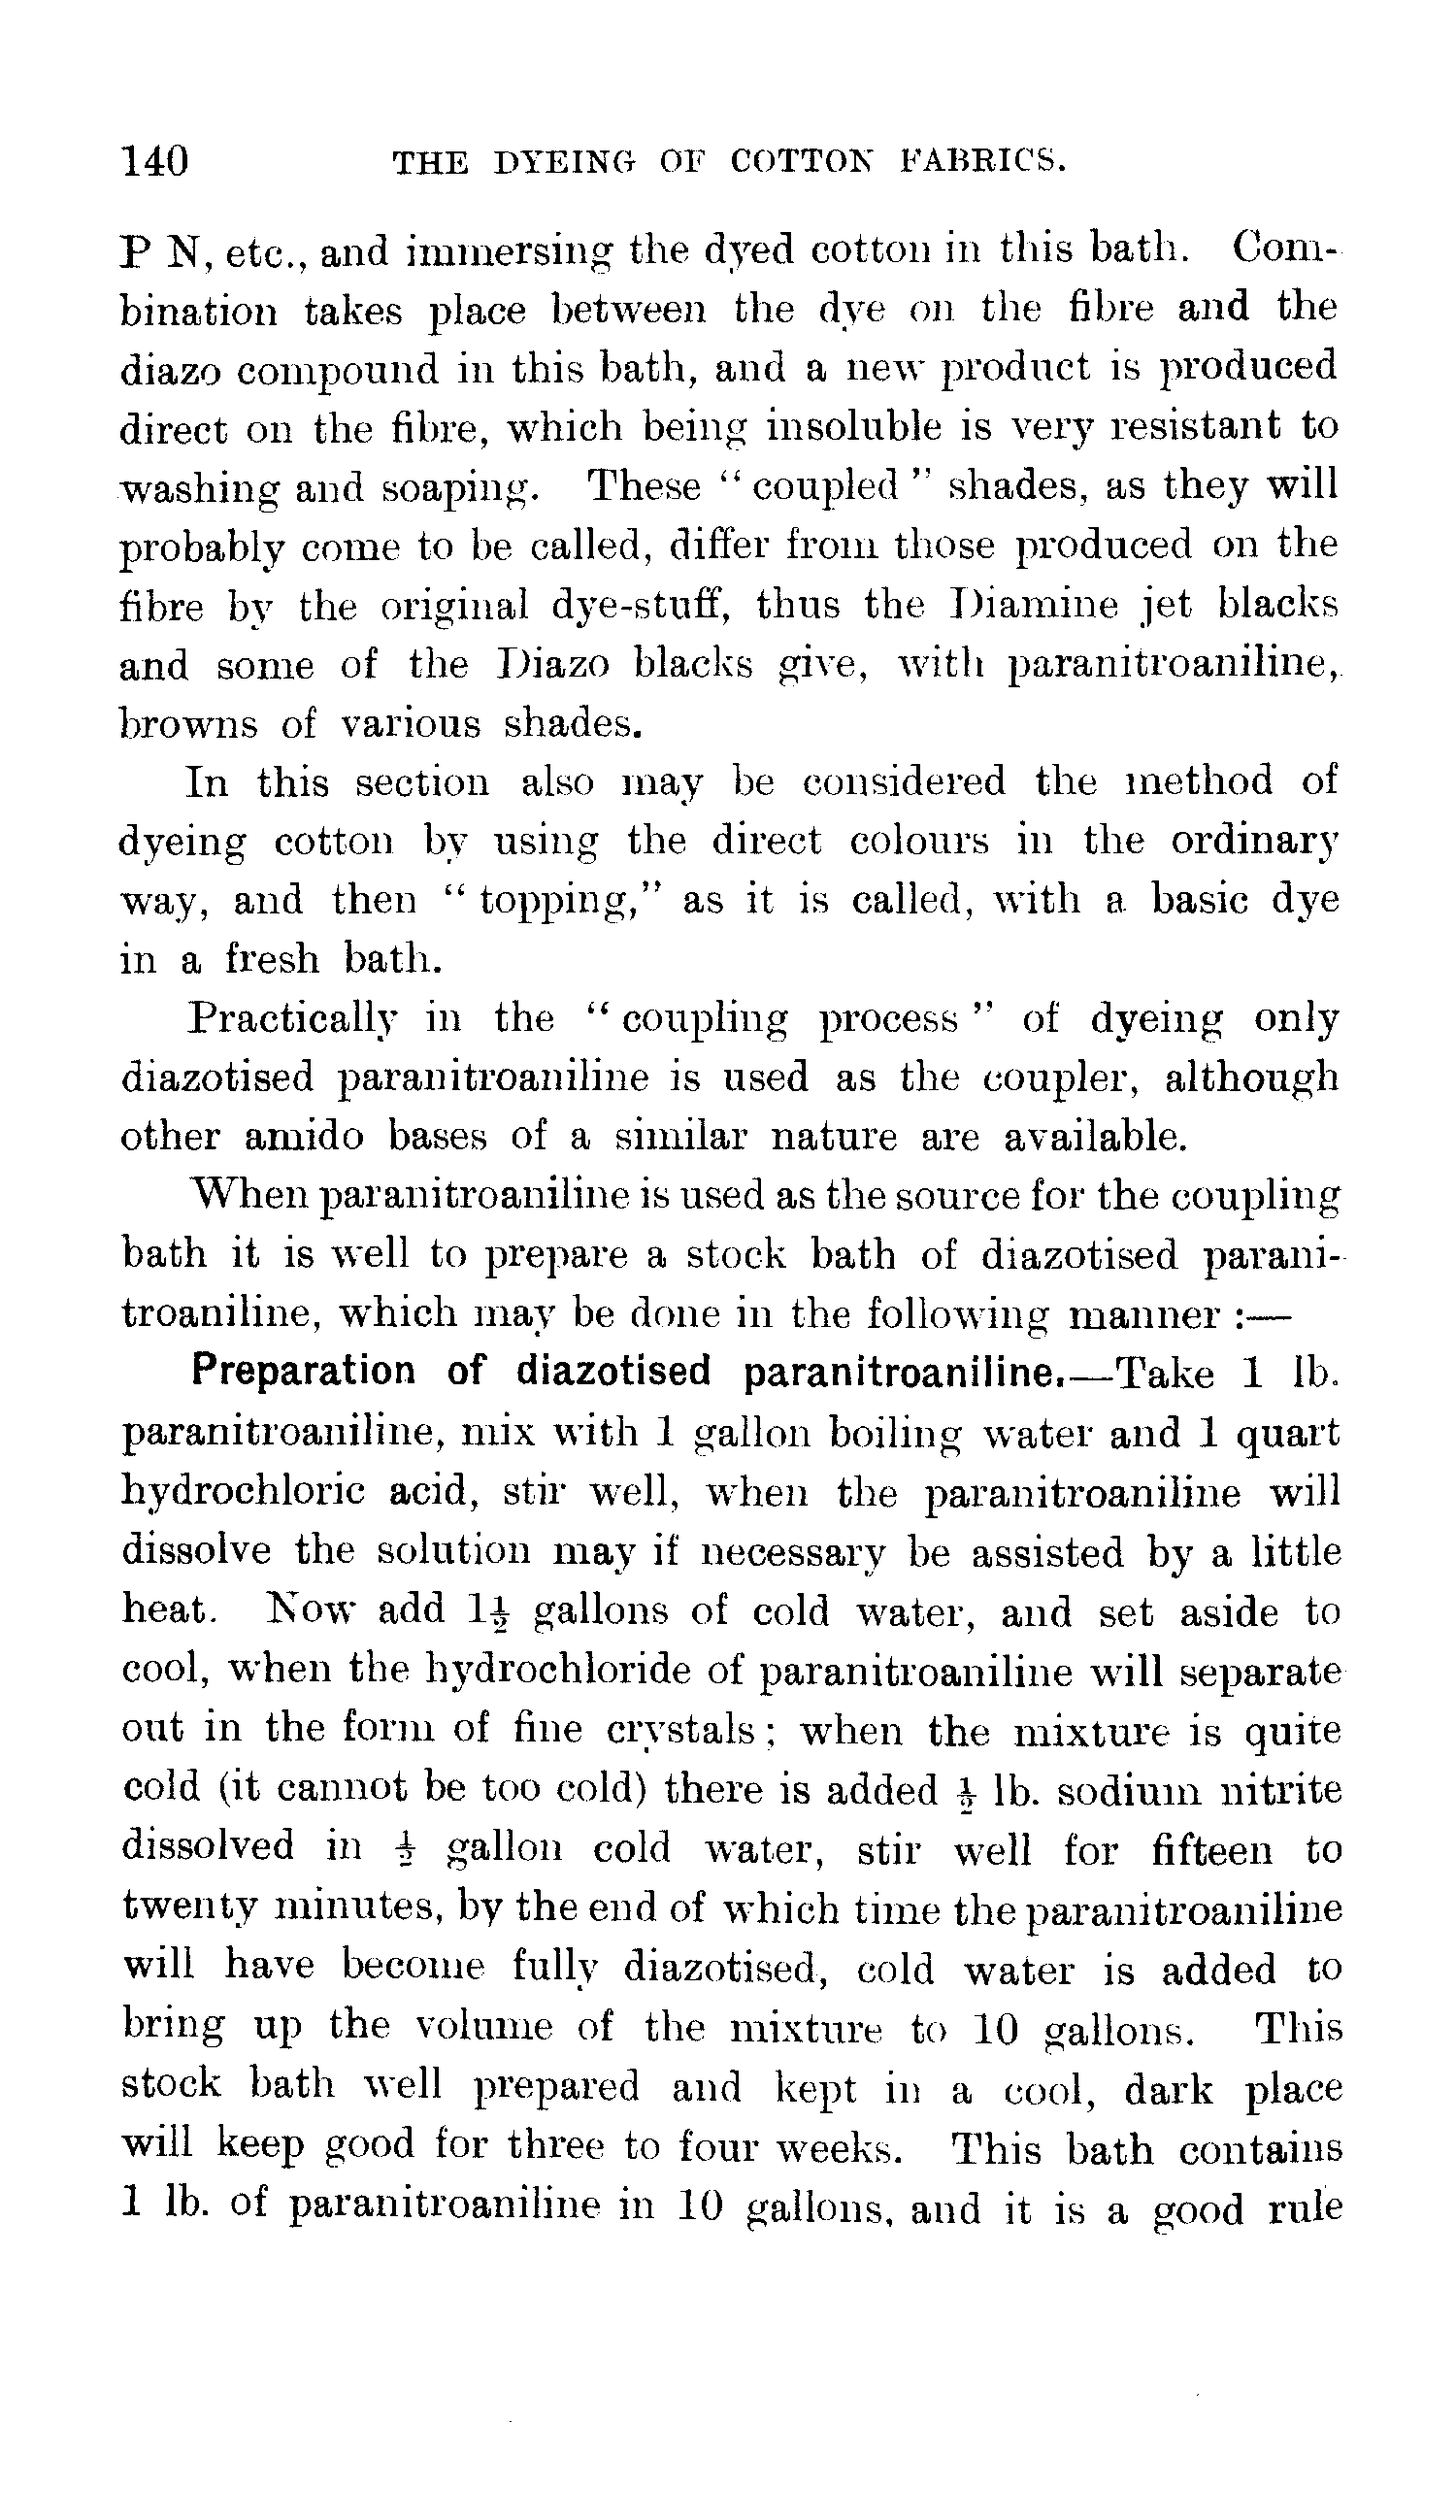 140 THE DYEING OF COTTON FABRICS.
P N, etc., and immersing the dyed cotton in this bath. Com-
bination takes place between the dye on the fibre and the
diazo compound in this bath, and a new product is produced
direct on the fibre, which being insoluble is very resistant to
washing and soaping. These “coupled” shades, as they will
probably come to be called, differ from those produced on the
fibre by the original dye-stuff, thus the Diamine jet blacks
and some of the Diazo blacks give, with paranitroaniline,
browns of various shades.
In this section also may be considered the method of
dyeing cotton by using the direct colours in the ordinary
way, and then “topping,” as it is called, with a basic dye
in a fresh bath.
Practically in the “coupling process” of dyeing only
diazotised paranitroaniline is used as the coupler, although
other amido bases of a similar nature are available.
When paranitroaniline is used as the source for the coupling
bath it is well to prepare a stock bath of diazotised parani-
troaniline, which may be done in the following manner :—
Preparation of diazotised paranitroaniline.—Take 1 lb.
paranitroaniline, mix with 1 gallon boiling water and 1 quart
hydrochloric acid, stir well, when the paranitroaniline will
dissolve the solution may if necessary be assisted by a little
heat. Now add 1½ gallons of cold water, and set aside to
cool, when the hydrochloride of paranitroaniline will separate
out in the form of fine crystals; when the mixture is quite
cold (it cannot be too cold) there is added ½ lb. sodium nitrite
dissolved in ½ gallon cold water, stir well for fifteen to
twenty minutes, by the end of which time the paranitroaniline
will have become fully diazotised, cold water is added to
bring up the volume of the mixture to 10 gallons. This
stock bath well prepared and kept in a cool, dark place
will keep good for three to four weeks. This bath contains
1 lb. of paranitroaniline in 10 gallons, and it is a good rule